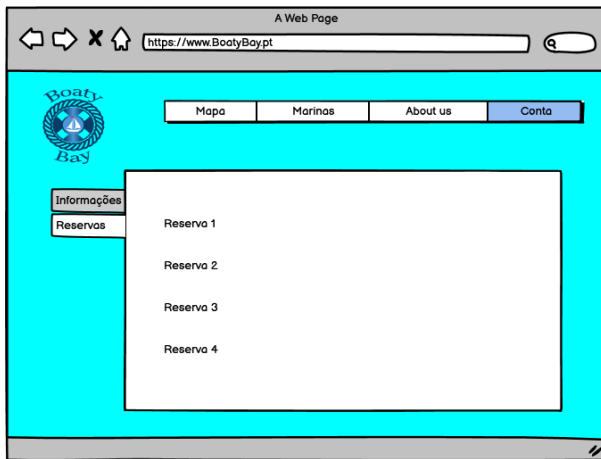 A Web Page
https://www.BoatyBay.pt
Boaty
Bay
Mapa Marinas About us Conta
Informações
Reservas
Reserva 1
Reserva 2
Reserva 3
Reserva 4